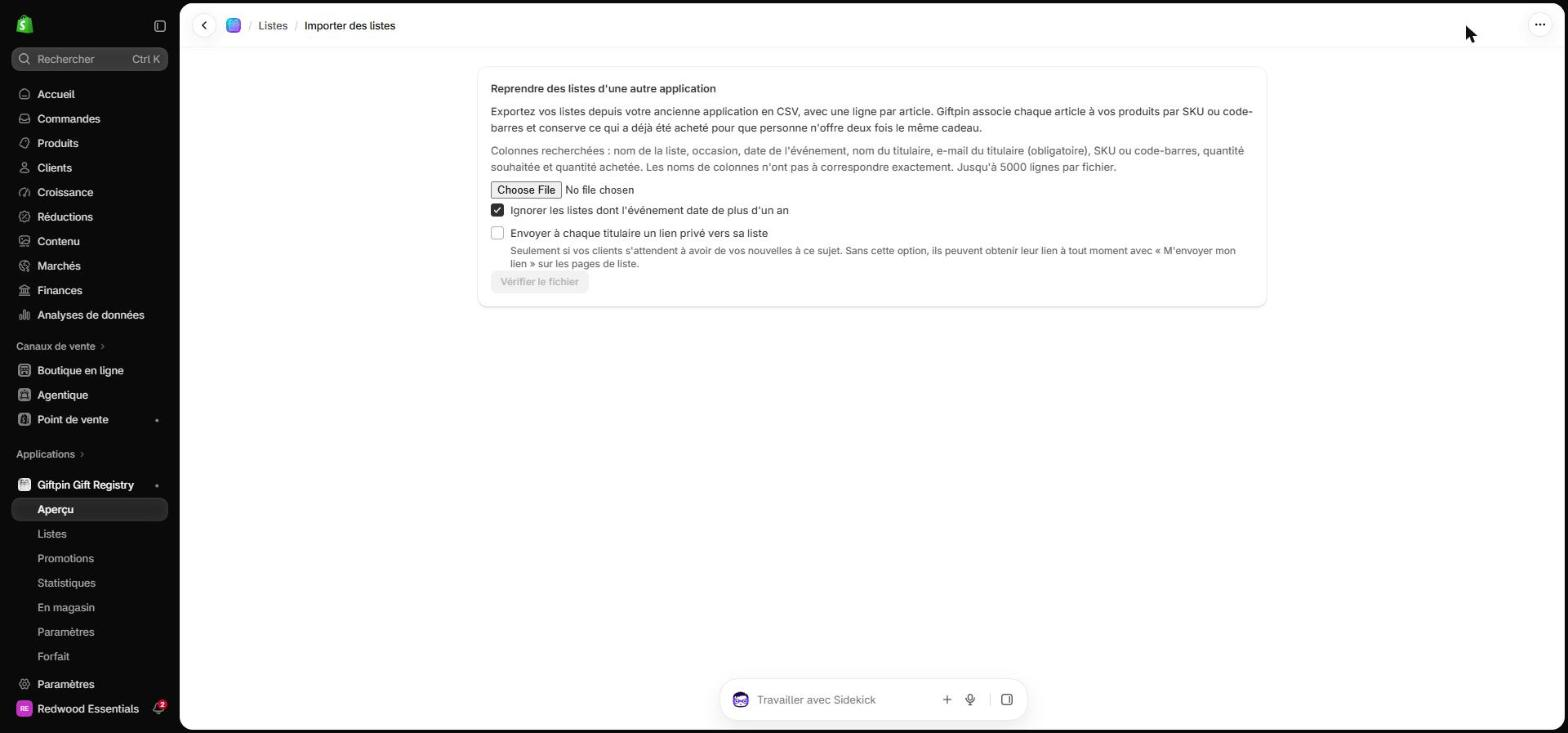 Rechercher Ctrl K
Accueil
Commandes
Produits
Clients
Croissance
Réductions
Contenu
Marchés
Finances
Analyses de données
Canaux de vente
Boutique en ligne
Agentique
Point de vente
Applications
Giftpin Gift Registry
Aperçu
Listes
Promotions
Statistiques
En magasin
Paramètres
Forfait
Paramètres
RE Redwood Essentials 2
/ Listes / Importer des listes
Reprendre des listes d'une autre application
Exportez vos listes depuis votre ancienne application en CSV, avec une ligne par article. Giftpin associe chaque article à vos produits par SKU ou code-
barres et conserve ce qui a déjà été acheté pour que personne n'offre deux fois le même cadeau.
Colonnes recherchées : nom de la liste, occasion, date de l'événement, nom du titulaire, e-mail du titulaire (obligatoire), SKU ou code-barres, quantité
souhaitée et quantité achetée. Les noms de colonnes n'ont pas à correspondre exactement. Jusqu'à 5000 lignes par fichier.
Choose File No file chosen
Ignorer les listes dont l'événement date de plus d'un an
Envoyer à chaque titulaire un lien privé vers sa liste
Seulement si vos clients s'attendent à avoir de vos nouvelles à ce sujet. Sans cette option, ils peuvent obtenir leur lien à tout moment avec « M'envoyer mon
lien » sur les pages de liste.
Vérifier le fichier
Travailler avec Sidekick